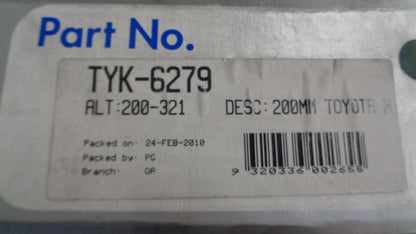 Part No.
TYK-6279
ALT:200-321 DESC:200MM TOYOTA H
Packed on: 24-FEB-2010
Packed by: PG
Branch: QA
9 320336 002655